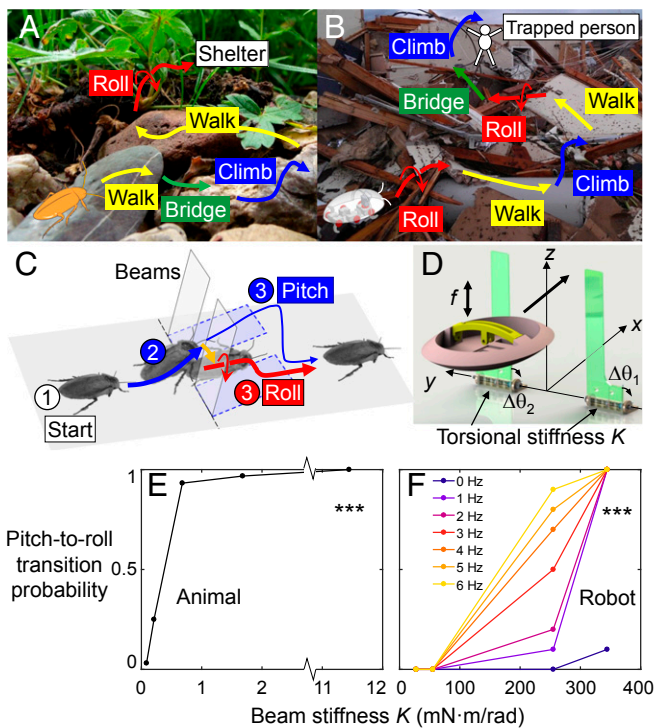 A
Shelter
Roll
Walk
Walk
Climb
Bridge
B
Trapped person
Climb
Bridge
Walk
Roll
Climb
Roll
Walk
C
Beams
3 Pitch
2
1
Start
3 Roll
D
z
f
x
y
Δθ1
Δθ2
Torsional stiffness K
E
1
0.5
0
***
Animal
Pitch-to-roll
transition
probability
0 1 2 11 12
F
0 Hz
1 Hz
2 Hz
3 Hz
4 Hz
5 Hz
6 Hz
***
Robot
0 100 200 300 400
Beam stiffness K (mN·m/rad)